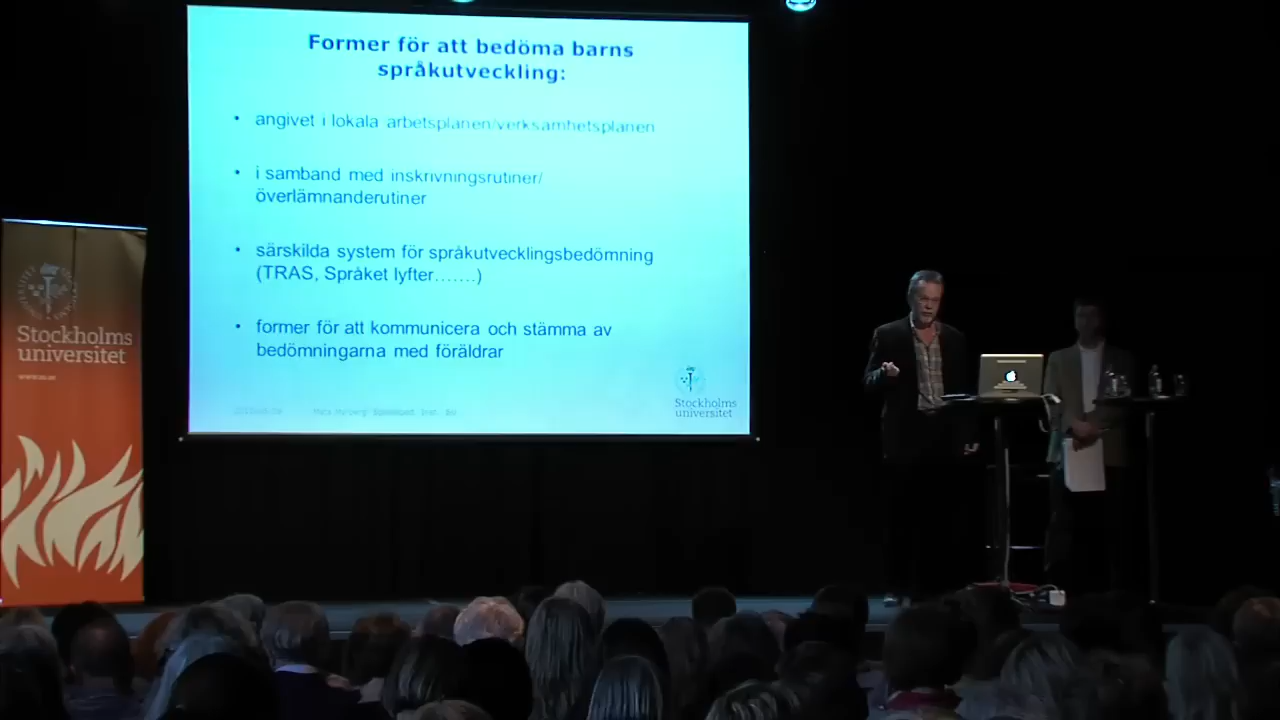 Former för att bedöma barns
språkutveckling:
• angivet i lokala arbetsplanen/verksamhetsplanen
• i samband med inskrivningsrutiner/
överlämnanderutiner
• särskilda system för språkutvecklingsbedömning
(TRAS, Språket lyfter…….)
• former för att kommunicera och stämma av
bedömningarna med föräldrar
Stockholms
universitet
Stockholms
universitet